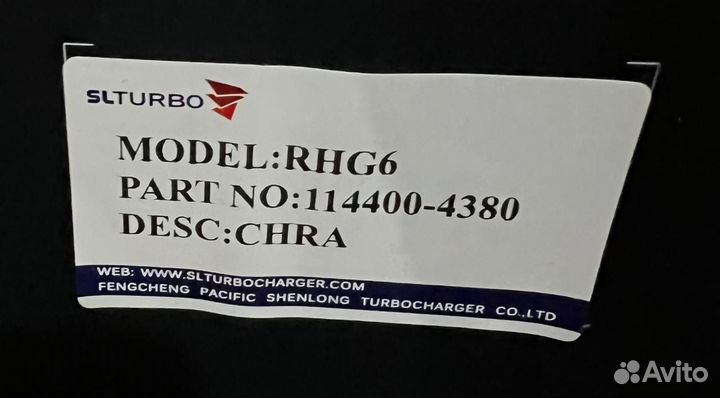 SLTURBO
MODEL:RHG6
PART NO:114400-4380
DESC:CHRA
WEB: WWW.SLTURBOCHARGER.COM
FENGCHENG PACIFIC SHENLONG TURBOCHARGER CO.,LTD
Avito